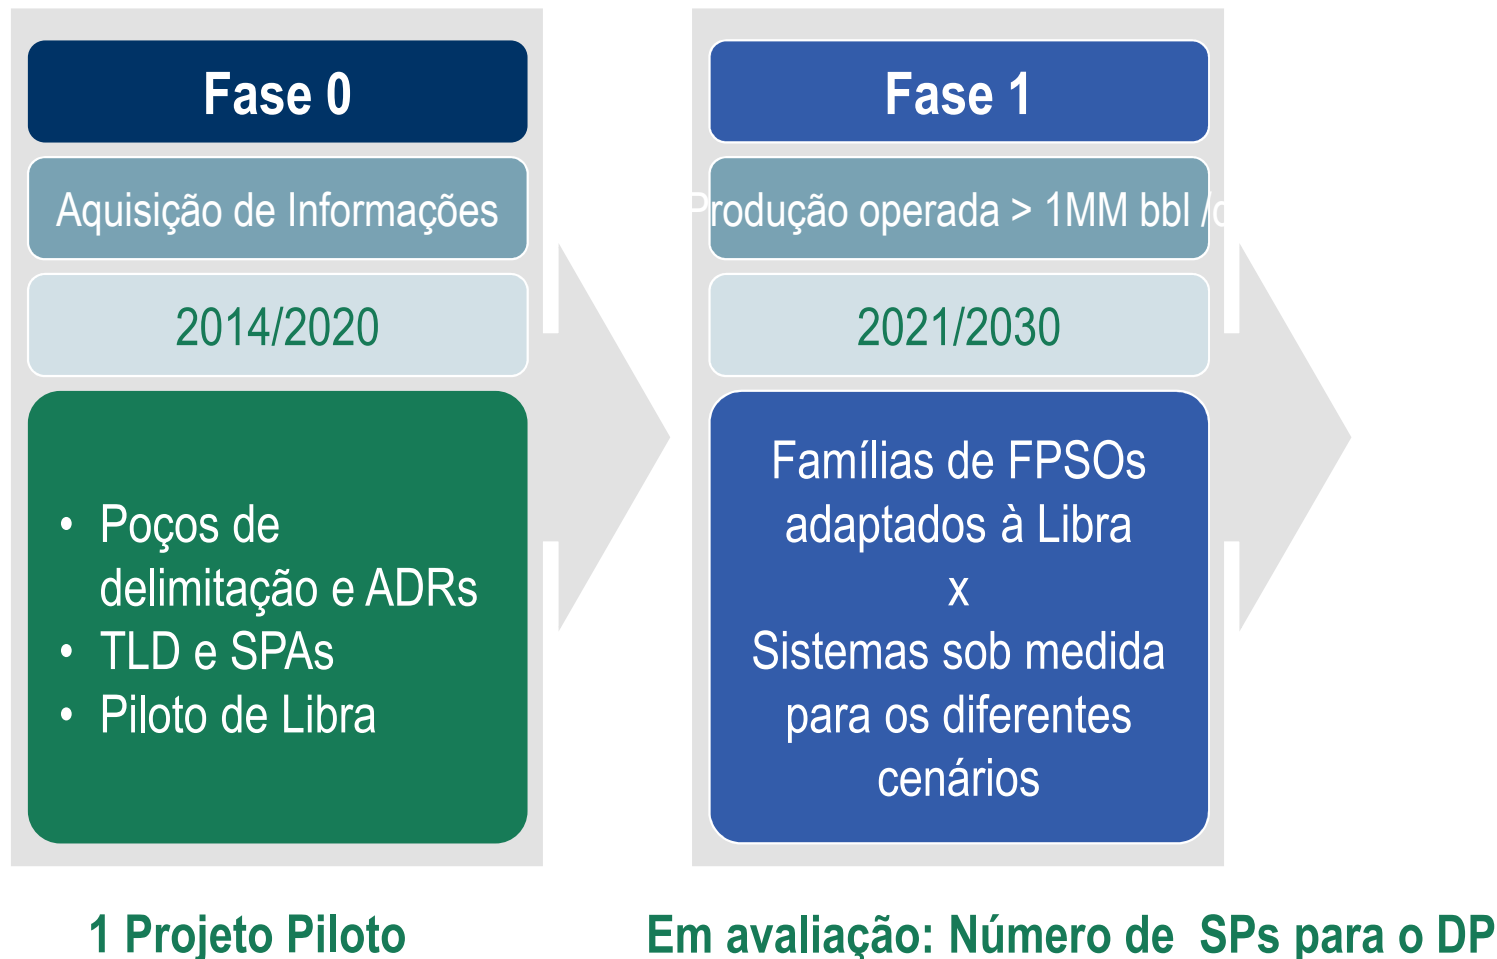 Fase 0
Aquisição de Informações
2014/2020
• Poços de
delimitação e ADRs
• TLD e SPAs
• Piloto de Libra
1 Projeto Piloto
Fase 1
Produção operada > 1MM bbl /d
2021/2030
Famílias de FPSOs
adaptados à Libra
x
Sistemas sob medida
para os diferentes
cenários
Em avaliação: Número de SPs para o DP